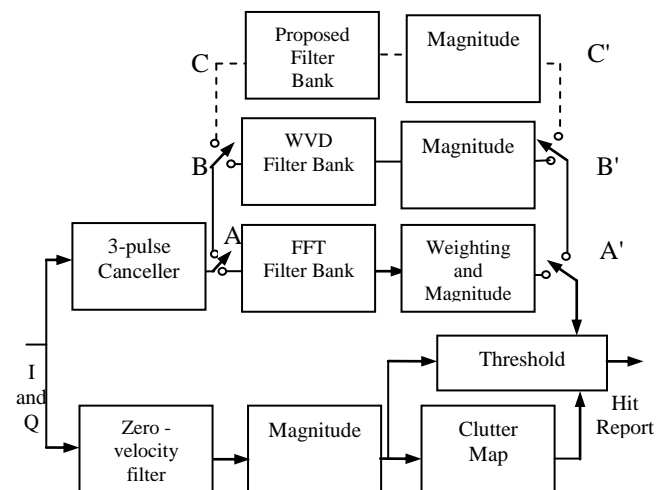 Proposed
Filter
Bank
Magnitude
C
C'
WVD
Filter Bank
Magnitude
B
B'
3-pulse
Canceller
A
FFT
Filter Bank
Weighting
and
Magnitude
A'
I
and
Q
Threshold
Hit
Report
Zero -
velocity
filter
Magnitude
Clutter
Map